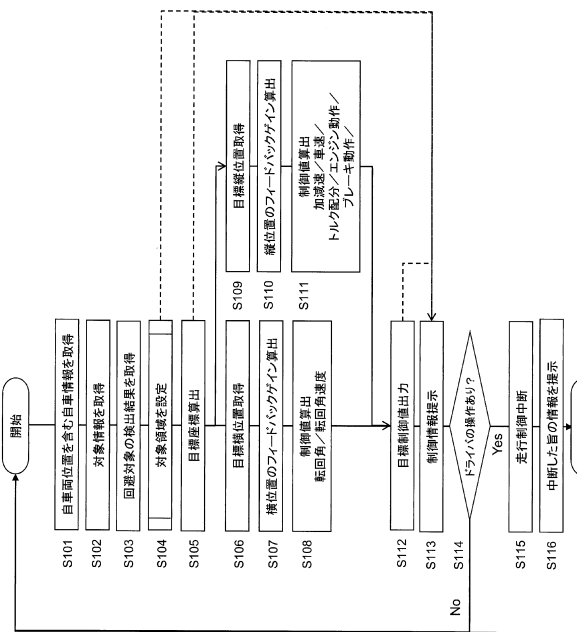 開始
S101
自車両位置を含む自車情報を取得
S102
対象情報を取得
S103
回避対象の検出結果を取得
S104
対象領域を設定
S105
目標座標算出
S106
目標横位置取得
S107
横位置のフィードバックゲイン算出
S108
制御値算出
転回角／転回角速度
S109
目標縦位置取得
S110
縦位置のフィードバックゲイン算出
S111
制御値算出
加減速／車速／
トルク配分／エンジン動作／
ブレーキ動作／
S112
目標制御値出力
S113
制御情報提示
S114
ドライバの操作あり？
No
Yes
S115
走行制御中断
S116
中断した旨の情報を提示